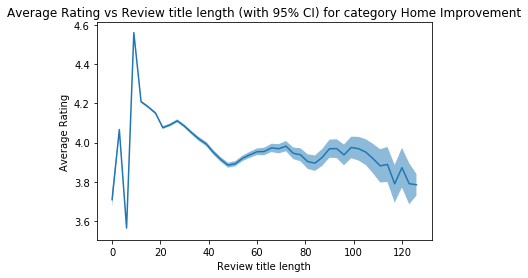 Average Rating vs Review title length (with 95% CI) for category Home Improvement
4.6
4.4
4.2
4.0
3.8
3.6
Average Rating
0 20 40 60 80 100 120
Review title length